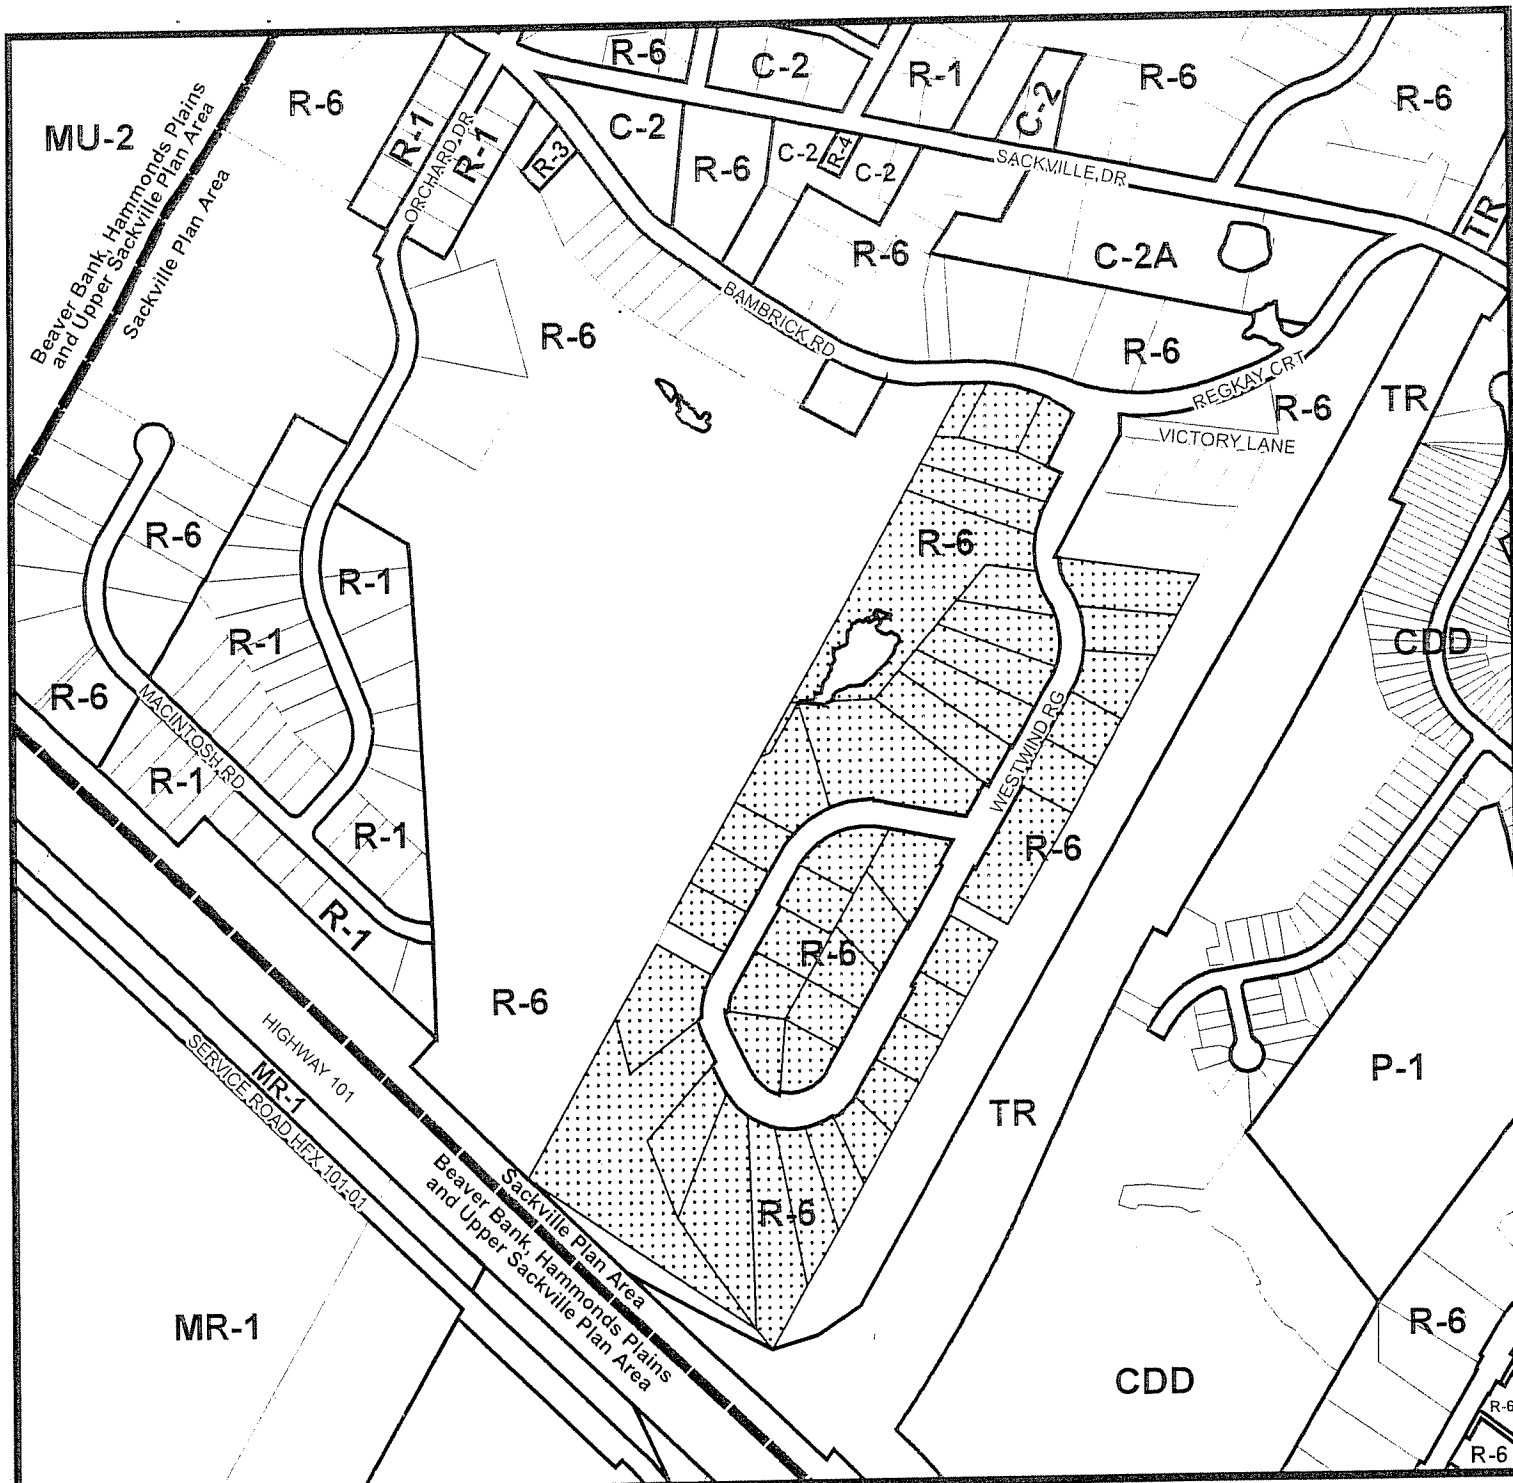 R-6
C-2
R-1
R-6
R-6
MU-2
R-6
R-1
R-1
ORCHARD DR
R-3
C-2
R-6
C-2
R-4
C-2
C-2
SACKVILLE DR
TR
Beaver Bank, Hammonds Plains
and Upper Sackville Plan Area
Sackville Plan Area
R-6
C-2A
BAMBRICK RD
R-6
R-6
REGKAY CRT
R-6
TR
VICTORY LANE
R-6
R-6
R-1
R-1
CDD
R-6
MACINTOSH RD
R-1
WESTWIND RG
R-1
R-6
R-1
R-6
R-6
HIGHWAY 101
MR-1
SERVICE ROAD HFX 101-01
P-1
TR
Sackville Plan Area
Beaver Bank, Hammonds Plains
and Upper Sackville Plan Area
R-6
MR-1
R-6
CDD
R-6
R-6